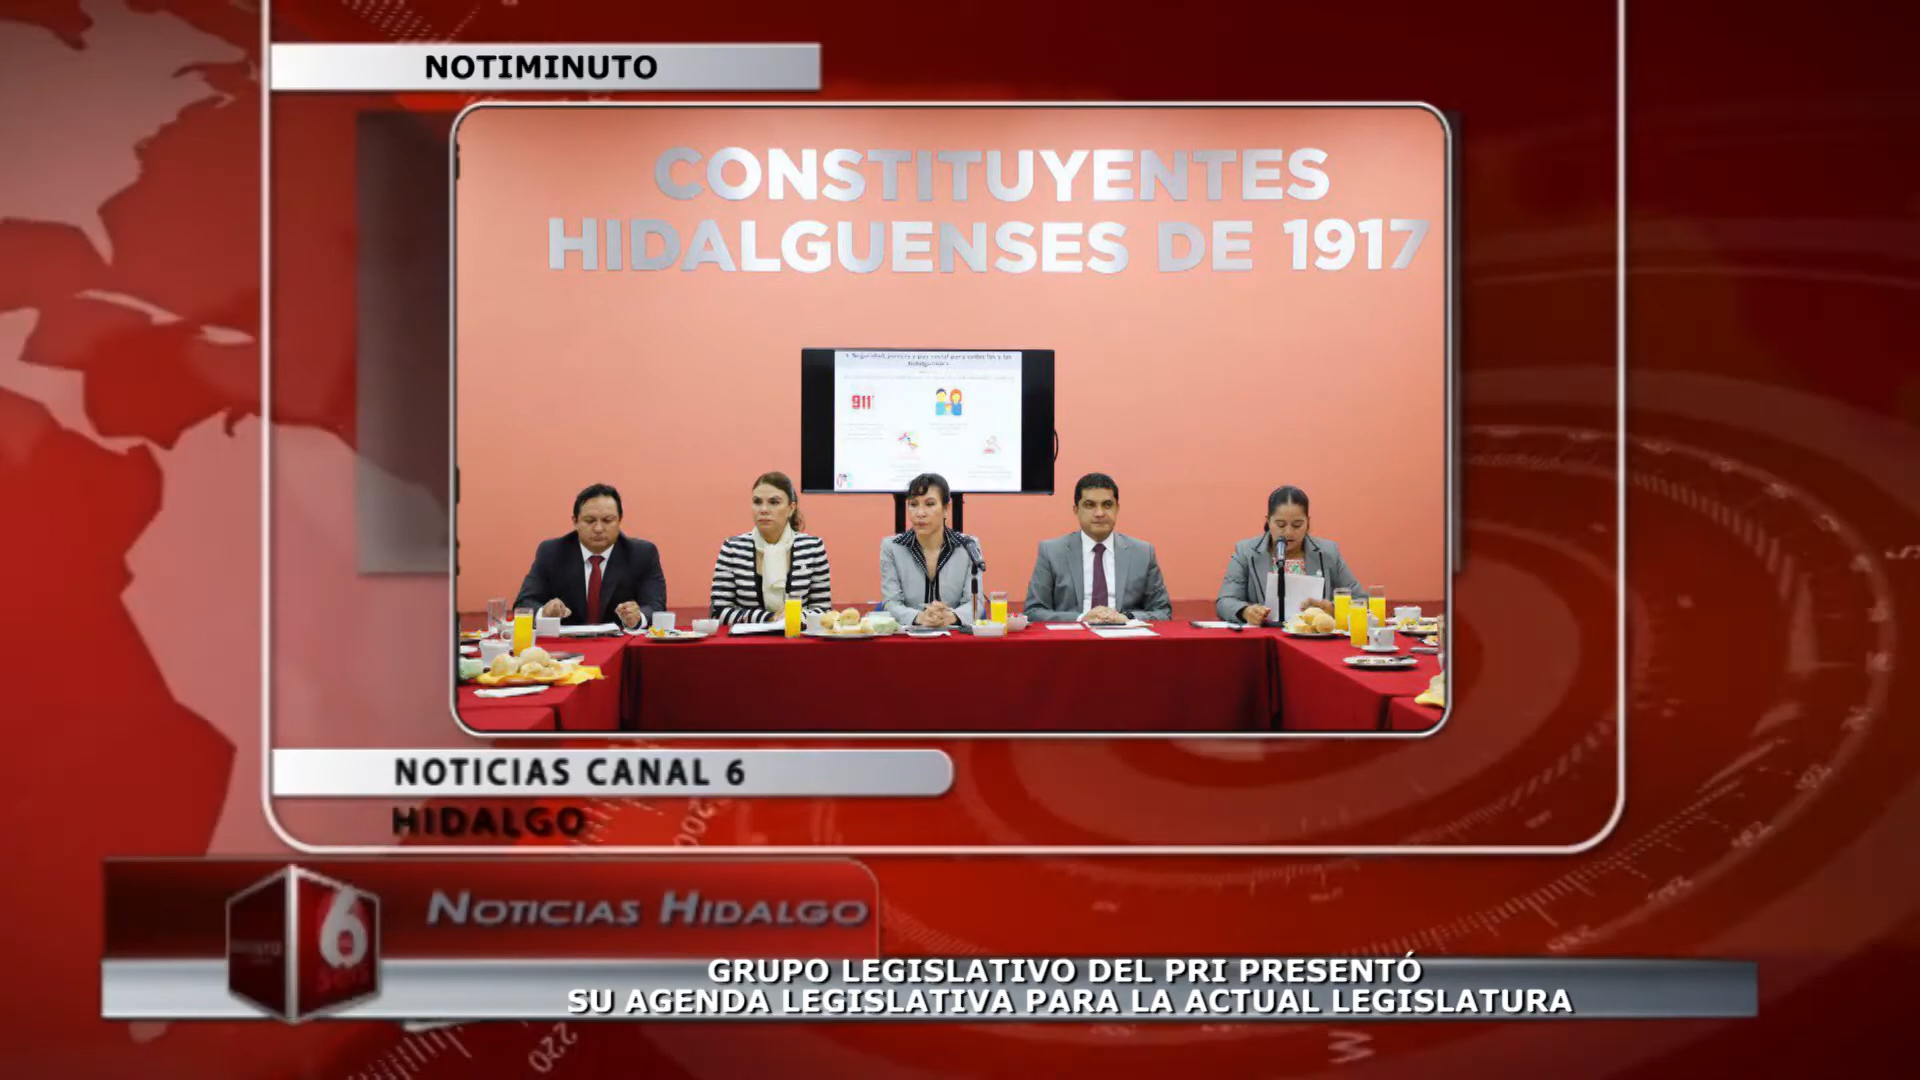 NOTIMINUTO
CONSTITUYENTES
HIDALGUENSES DE 1917
911
NOTICIAS CANAL 6
HIDALGO
6
NOTICIAS HIDALGO
GRUPO LEGISLATIVO DEL PRI PRESENTÓ
SU AGENDA LEGISLATIVA PARA LA ACTUAL LEGISLATURA